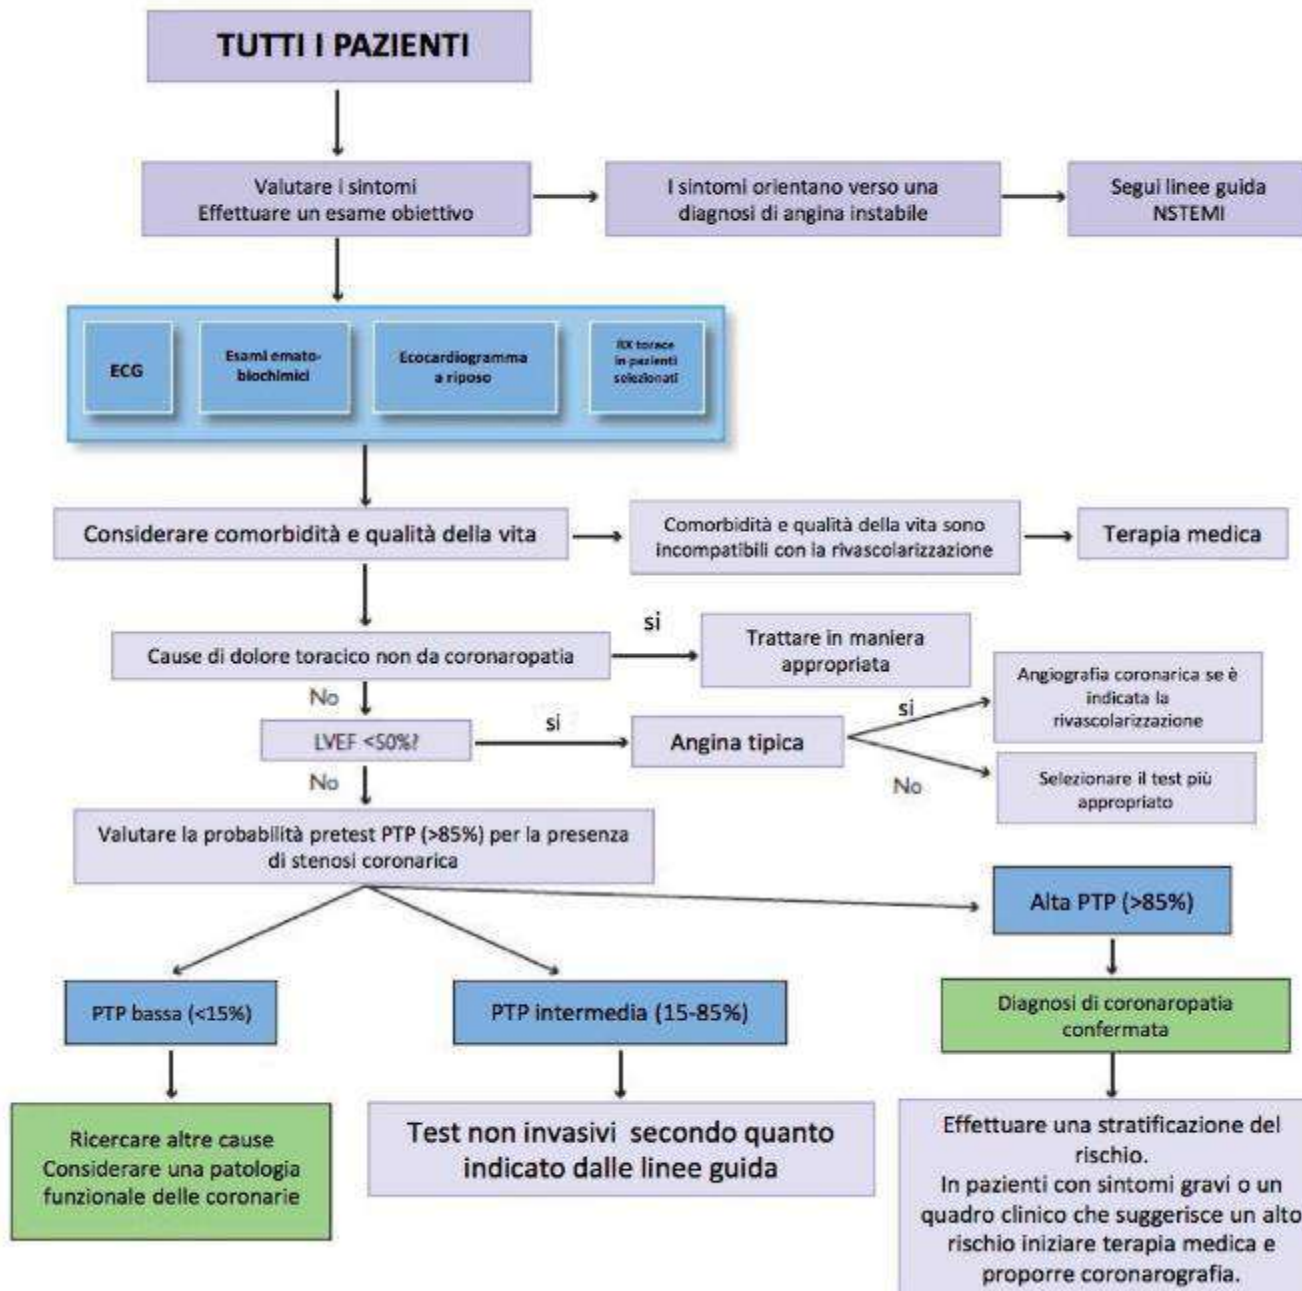 TUTTI I PAZIENTI
Valutare i sintomi
Effettuare un esame obiettivo
I sintomi orientano verso una
diagnosi di angina instabile
Segui linee guida
NSTEMI
ECG
Esami emato-
biochimici
Ecocardiogramma
a riposo
RX torace
in pazienti
selezionati
Considerare comorbidità e qualità della vita
Comorbidità e qualità della vita sono
incompatibili con la rivascolarizzazione
Terapia medica
Cause di dolore toracico non da coronaropatia
si
Trattare in maniera
appropriata
No
LVEF <50%?
si
Angina tipica
si
Angiografia coronarica se è
indicata la
rivascolarizzazione
No
Selezionare il test più
appropriato
No
Valutare la probabilità pretest PTP (>85%) per la presenza
di stenosi coronarica
Alta PTP (>85%)
PTP bassa (<15%)
PTP intermedia (15-85%)
Diagnosi di coronaropatia
confermata
Ricercare altre cause
Considerare una patologia
funzionale delle coronarie
Test non invasivi secondo quanto
indicato dalle linee guida
Effettuare una stratificazione del
rischio.
In pazienti con sintomi gravi o un
quadro clinico che suggerisce un alto
rischio iniziare terapia medica e
proporre coronarografia.